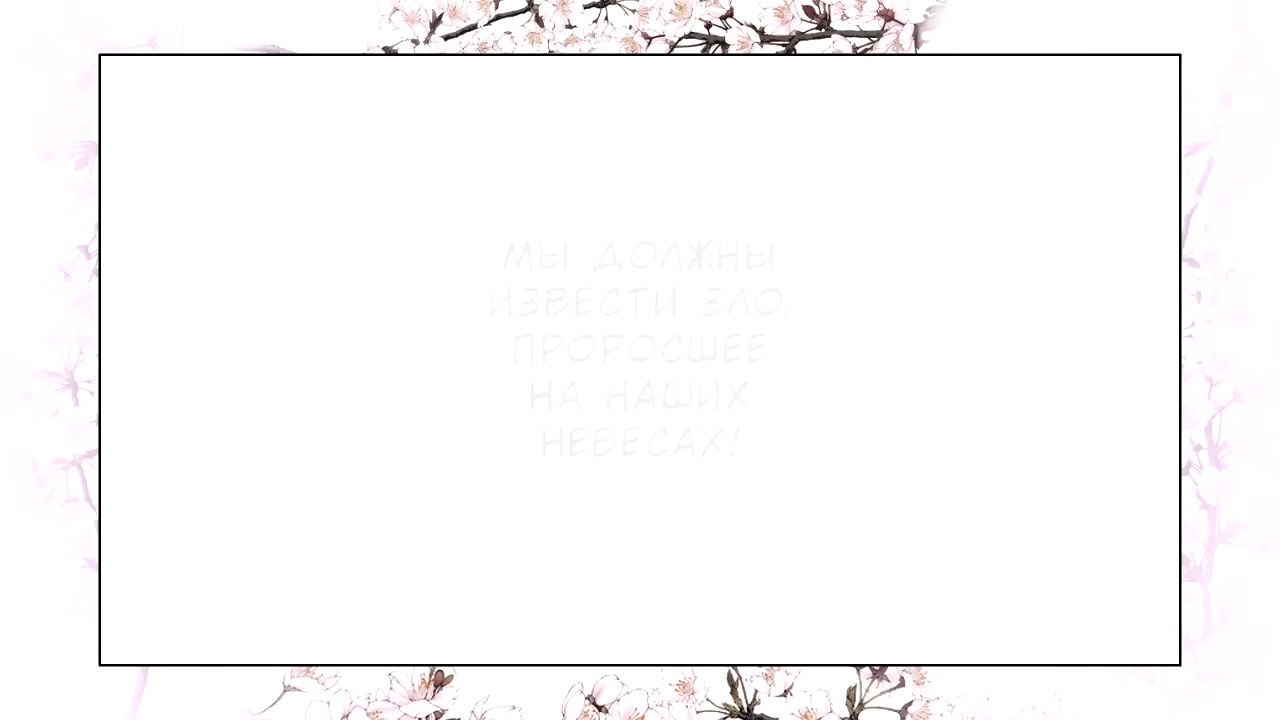 МЫ ДОЛЖНЫ
ИЗВЕСТИ ЗЛО,
ПРОРОСШЕЕ
НА НАШИХ
НЕБЕСАХ!